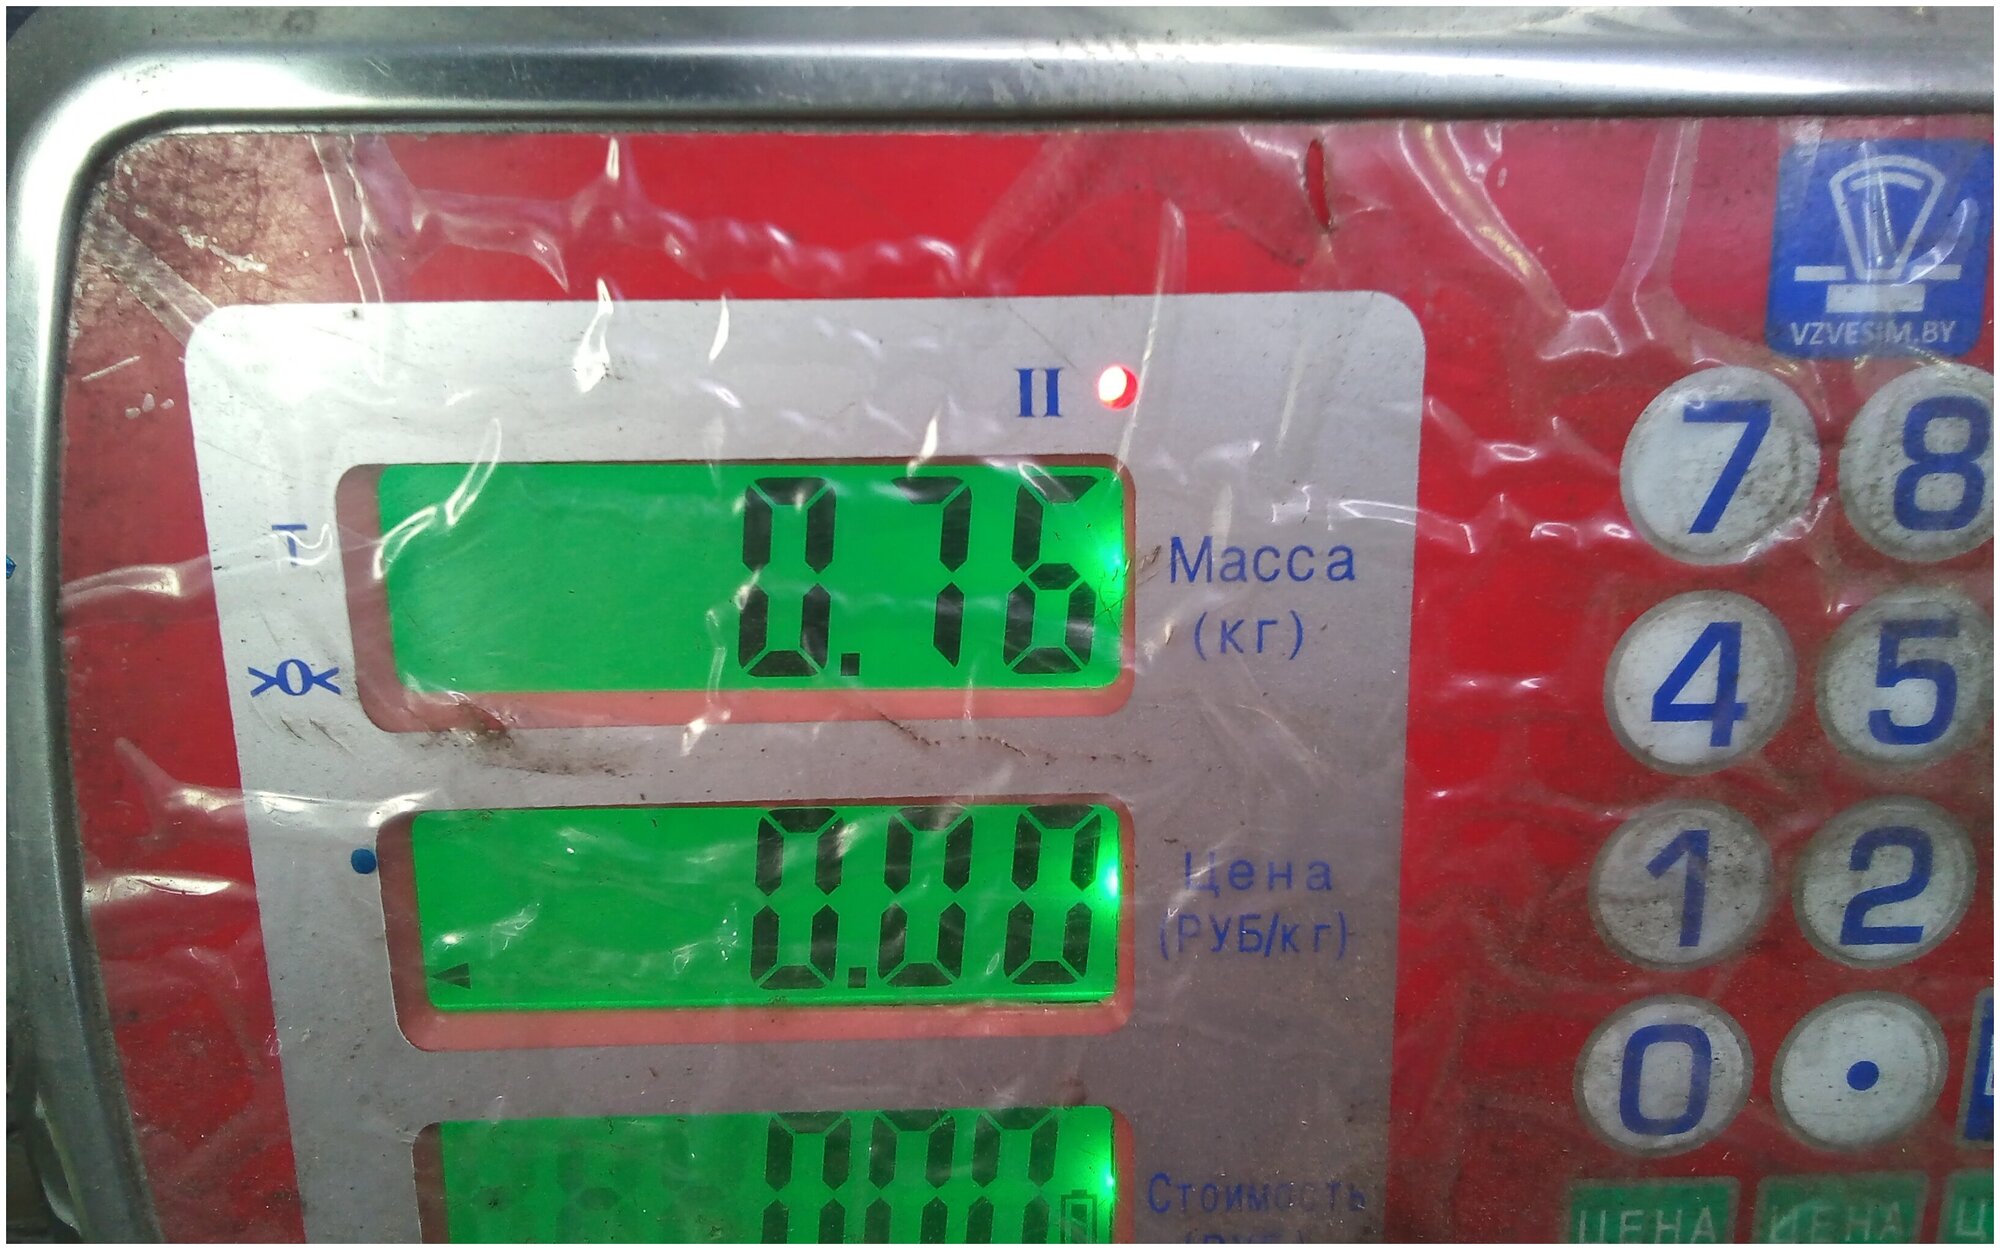 VZVESIM.BY
II
7 8
T
0.76
Масса
(кг)
>0<
4 5
0.00
Цена
(РУБ/кг)
1 2
0 .
Стоимость
ЦЕНА ЦЕНА